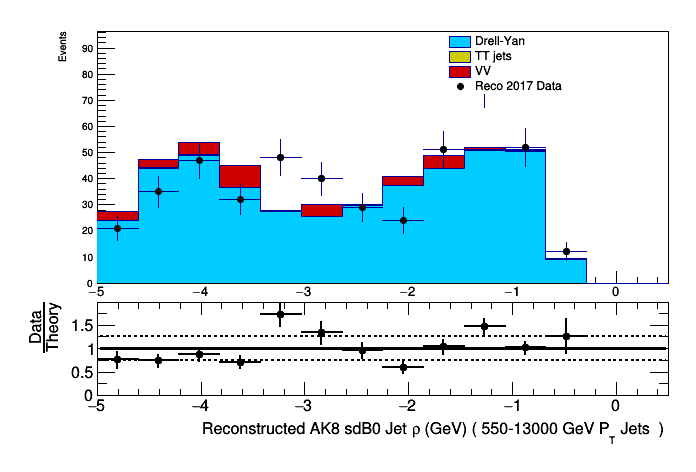 Events
90
80
70
60
50
40
30
20
10
0
Drell-Yan
TT jets
VV
Reco 2017 Data
−5 −4 −3 −2 −1 0
Data
Theory
1.5
1
0.5
0
−5 −4 −3 −2 −1 0
Reconstructed AK8 sdB0 Jet ρ (GeV) ( 550-13000 GeV P_T Jets )